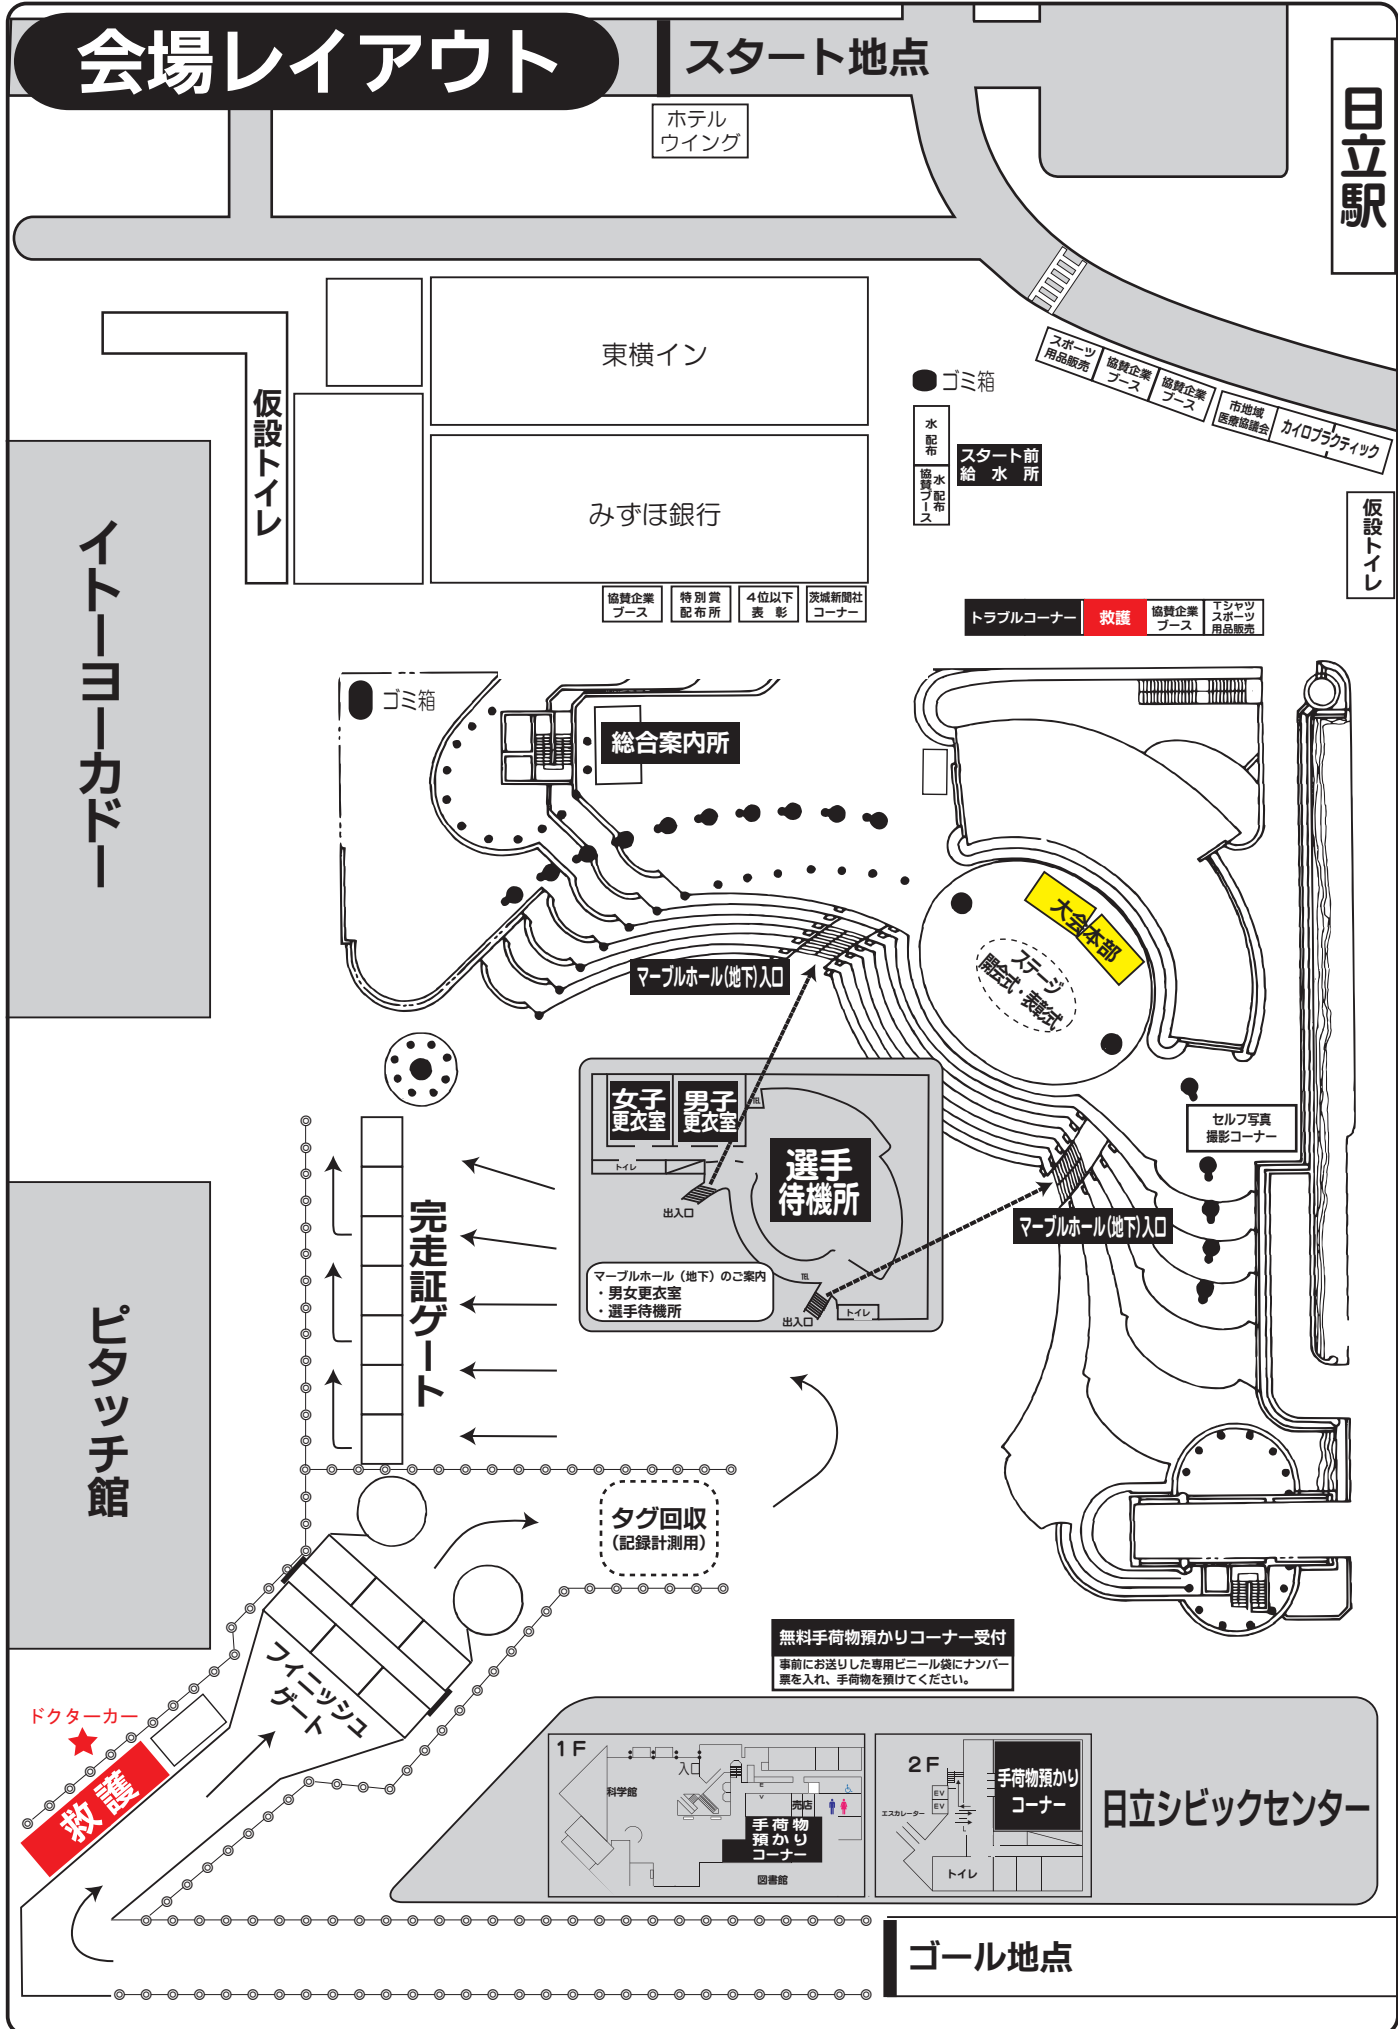 会場レイアウト
スタート地点
日立駅
ホテル
ウイング
東横イン
みずほ銀行
仮設トイレ
イトーヨーカドー
ゴミ箱
水
配布
協賛ブース
水
配布
スタート前
給 水 所
スポーツ
用品販売
協賛企業
ブース
協賛企業
ブース
市地域
医療協議会
カイロプラクティック
仮設トイレ
協賛企業
ブース
特別賞
配布所
4位以下
表 彰
茨城新聞社
コーナー
トラブルコーナー
救護
協賛企業
ブース
Tシャツ
スポーツ
用品販売
ゴミ箱
総合案内所
大会本部
ステージ
開会式・表彰式
マーブルホール(地下)入口
女子
更衣室
男子
更衣室
TEL
トイレ
選手
待機所
出入口
マーブルホール(地下)のご案内
・男女更衣室
・選手待機所
TEL
出入口
トイレ
セルフ写真
撮影コーナー
マーブルホール(地下)入口
完走証ゲート
ピタッチ館
タグ回収
(記録計測用)
フィニッシュ
ゲート
ドクターカー
救護
無料手荷物預かりコーナー受付
事前にお送りした専用ビニール袋にナンバー
票を入れ、手荷物を預けてください。
1F
科学館
入口
EV
売店
手荷物
預かり
コーナー
図書館
2F
EV
EV
エスカレーター
手荷物預かり
コーナー
トイレ
日立シビックセンター
ゴール地点